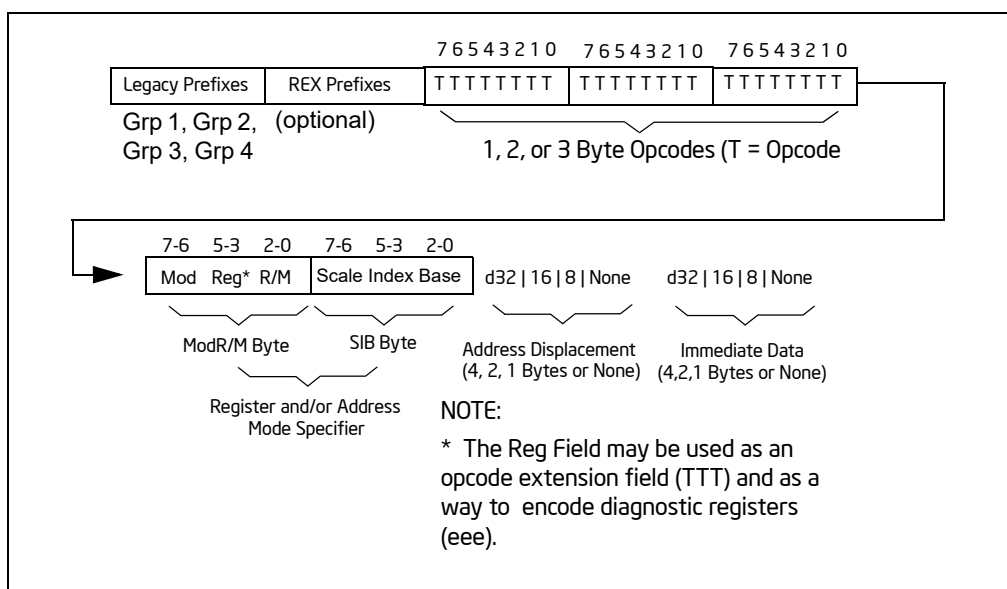 7 6 5 4 3 2 1 0 7 6 5 4 3 2 1 0 7 6 5 4 3 2 1 0
Legacy Prefixes REX Prefixes T T T T T T T T T T T T T T T T T T T T T T T T
Grp 1, Grp 2, (optional)
Grp 3, Grp 4
1, 2, or 3 Byte Opcodes (T = Opcode
7-6 5-3 2-0 7-6 5-3 2-0
Mod Reg* R/M Scale Index Base d32 | 16 | 8 | None d32 | 16 | 8 | None
ModR/M Byte SIB Byte Address Displacement Immediate Data
(4, 2, 1 Bytes or None) (4,2,1 Bytes or None)
Register and/or Address
Mode Specifier
NOTE:
* The Reg Field may be used as an
opcode extension field (TTT) and as a
way to encode diagnostic registers
(eee).